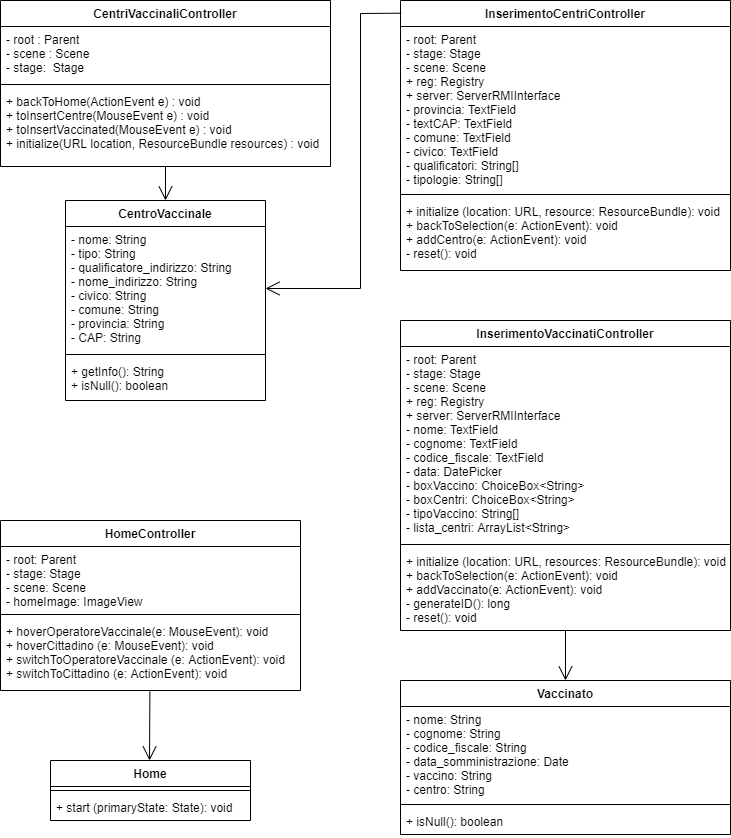 CentriVaccinaliController
- root : Parent
- scene : Scene
- stage:  Stage
+ backToHome(ActionEvent e) : void
+ toInsertCentre(MouseEvent e) : void
+ toInsertVaccinated(MouseEvent e) : void
+ initialize(URL location, ResourceBundle resources) : void
InserimentoCentriController
- root: Parent
- stage: Stage
- scene: Scene
+ reg: Registry
+ server: ServerRMIInterface
- provincia: TextField
- textCAP: TextField
- comune: TextField
- civico: TextField
- qualificatori: String[]
- tipologie: String[]
+ initialize (location: URL, resource: ResourceBundle): void
+ backToSelection(e: ActionEvent): void
+ addCentro(e: ActionEvent): void
- reset(): void
CentroVaccinale
- nome: String
- tipo: String
- qualificatore_indirizzo: String
- nome_indirizzo: String
- civico: String
- comune: String
- provincia: String
- CAP: String
+ getInfo(): String
+ isNull(): boolean
InserimentoVaccinatiController
- root: Parent
- stage: Stage
- scene: Scene
+ reg: Registry
+ server: ServerRMIInterface
- nome: TextField
- cognome: TextField
- codice_fiscale: TextField
- data: DatePicker
- boxVaccino: ChoiceBox<String>
- boxCentri: ChoiceBox<String>
- tipoVaccino: String[]
- lista_centri: ArrayList<String>
+ initialize (location: URL, resources: ResourceBundle): void
+ backToSelection(e: ActionEvent): void
+ addVaccinato(e: ActionEvent): void
- generateID(): long
- reset(): void
HomeController
- root: Parent
- stage: Stage
- scene: Scene
- homeImage: ImageView
+ hoverOperatoreVaccinale(e: MouseEvent): void
+ hoverCittadino (e: MouseEvent): void
+ switchToOperatoreVaccinale (e: ActionEvent): void
+ switchToCittadino (e: ActionEvent): void
Home
+ start (primaryState: State): void
Vaccinato
- nome: String
- cognome: String
- codice_fiscale: String
- data_somministrazione: Date
- vaccino: String
- centro: String
+ isNull(): boolean